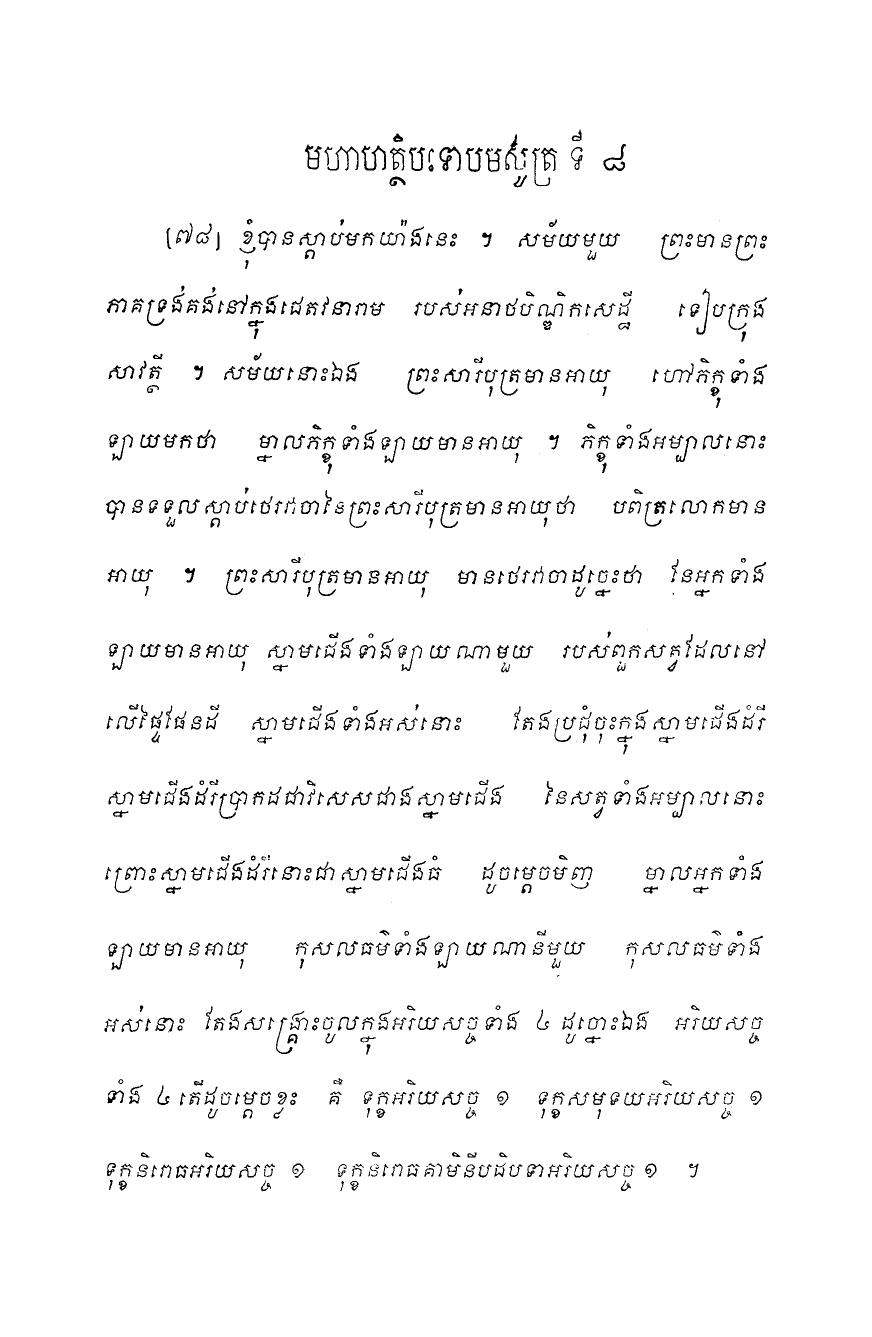 មហាហត្ថិបទោបមសូត្រ ទី ៨
[៧៨] ខ្ញុំបានស្តាប់មកយ៉ាងនេះ ។ សម័យមួយ ព្រះមានព្រះ
ភាគទ្រង់គង់នៅក្នុងជេតវនារាម របស់អនាថបិណ្ឌិកសេដ្ឋី ទៀបក្រុង
សាវត្ថី ។ សម័យនោះឯង ព្រះសារីបុត្រមានអាយុ ហៅភិក្ខុទាំង
ឡាយមកថា ម្នាលភិក្ខុទាំងឡាយមានអាយុ ។ ភិក្ខុទាំងអម្បាលនោះ
បានទទួលស្តាប់ថេរវាចានៃព្រះសារីបុត្រមានអាយុថា បពិត្រលោកមាន
អាយុ ។ ព្រះសារីបុត្រមានអាយុ មានថេរវាចាដូច្នេះថា នែអ្នកទាំង
ឡាយមានអាយុ ស្នាមជើងទាំងឡាយណាមួយ របស់ពួកសត្វដែលនៅ
លើផ្ទៃផែនដី ស្នាមជើងទាំងអស់នោះ តែងប្រជុំចុះក្នុងស្នាមជើងដំរី
ស្នាមជើងដំរីប្រាកដជាវិសេសជាងស្នាមជើង នៃសត្វទាំងអម្បាលនោះ
ព្រោះស្នាមជើងដំរីនោះជាស្នាមជើងធំ ដូចម្តេចមិញ ម្នាលអ្នកទាំង
ឡាយមានអាយុ កុសលធម៌ទាំងឡាយណានីមួយ កុសលធម៌ទាំង
អស់នោះ តែងសង្គ្រោះចូលក្នុងអរិយសច្ចទាំង ៤ ដូច្នោះឯង អរិយសច្ច
ទាំង ៤ តើដូចម្តេចខ្លះ គឺ ទុក្ខអរិយសច្ច ១ ទុក្ខសមុទយអរិយសច្ច ១
ទុក្ខនិរោធអរិយសច្ច ១ ទុក្ខនិរោធគាមិនីបដិបទាអរិយសច្ច ១ ។